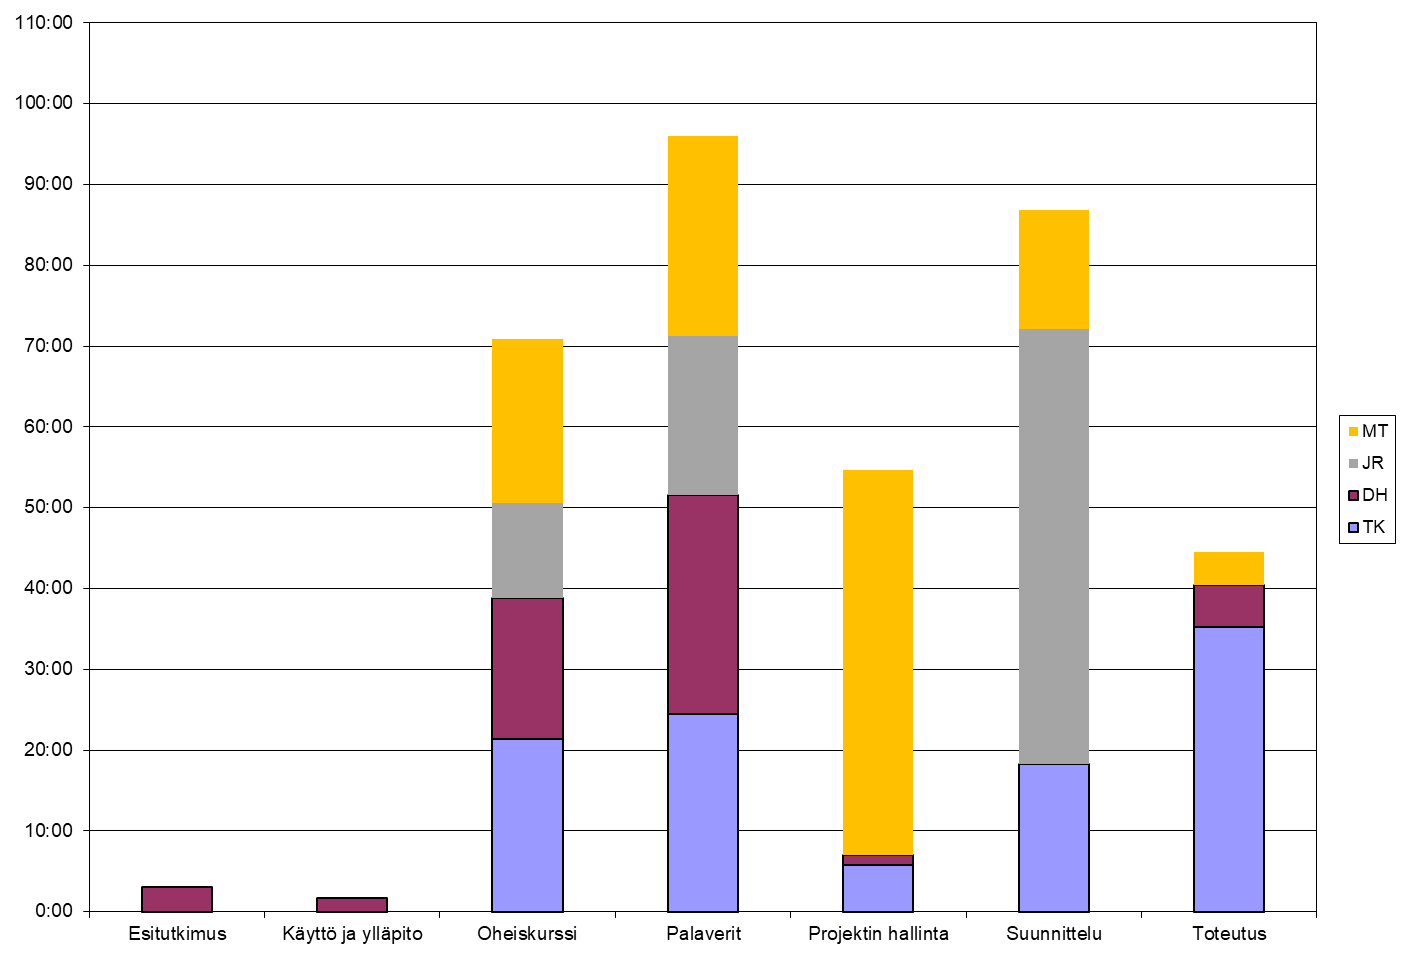 110:00
100:00
90:00
80:00
70:00
60:00
50:00
40:00
30:00
20:00
10:00
0:00
Esitutkimus Käyttö ja ylläpito Oheiskurssi Palaverit Projektin hallinta Suunnittelu Toteutus
MT
JR
DH
TK